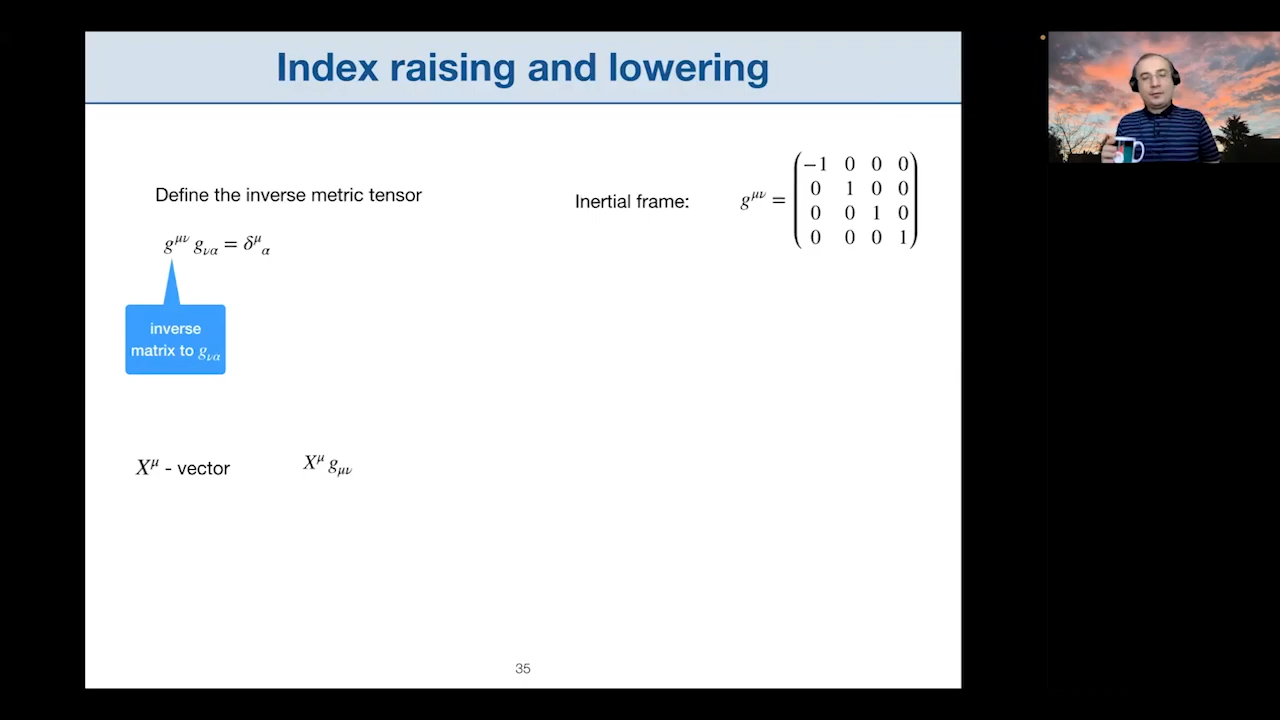 Index raising and lowering
Define the inverse metric tensor
g^{μν} g_{να} = δ^μ_α
inverse
matrix to g_{να}
Inertial frame: g^{μν} =
−1 0 0 0
0 1 0 0
0 0 1 0
0 0 0 1
X^μ - vector X^μ g_{μν}
35